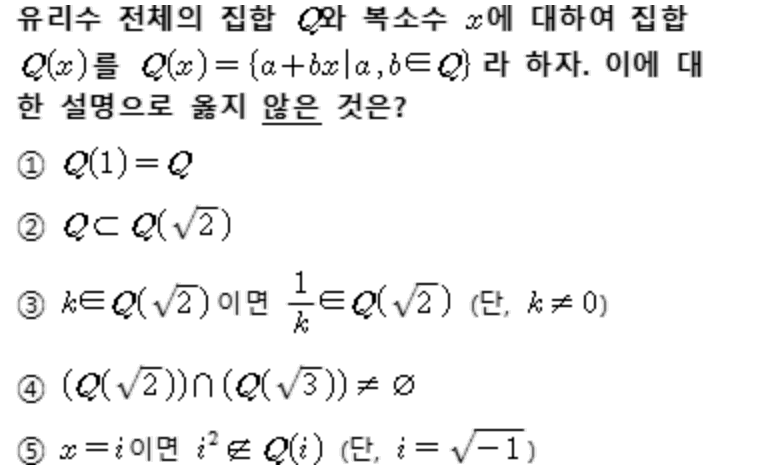 유리수 전체의 집합 Q와 복소수 x에 대하여 집합
Q(x)를 Q(x)={a+bx|a,b∈Q} 라 하자. 이에 대
한 설명으로 옳지 않은 것은?
① Q(1)=Q
② Q⊂ Q(√2)
③ k∈Q(√2)이면 1/k∈Q(√2) (단, k≠0)
④ (Q(√2))∩(Q(√3))≠∅
⑤ x=i이면 i²∉Q(i) (단, i=√-1)